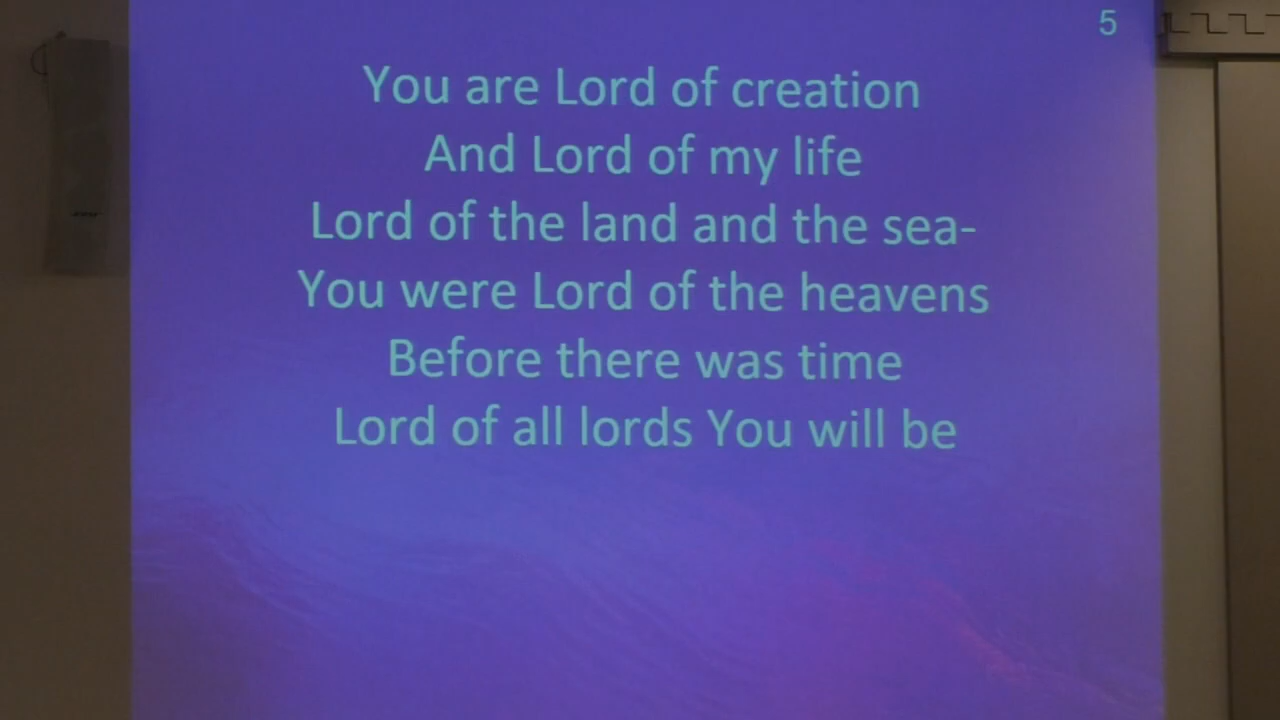 5
You are Lord of creation
And Lord of my life
Lord of the land and the sea-
You were Lord of the heavens
Before there was time
Lord of all lords You will be